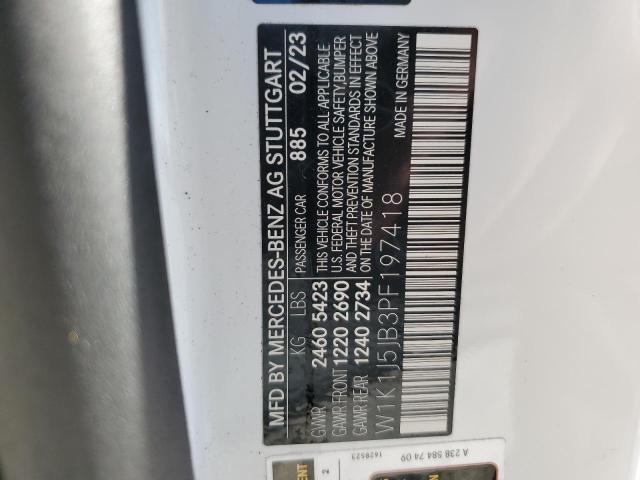 MFD BY MERCEDES-BENZ AG STUTTGART
KG LBS PASSENGER CAR 885 02/23
GVWR 2460 5423 THIS VEHICLE CONFORMS TO ALL APPLICABLE
GAWR FRONT 1220 2690 U.S. FEDERAL MOTOR VEHICLE SAFETY,BUMPER
GAWR REAR 1240 2734 AND THEFT PREVENTION STANDARDS IN EFFECT
ON THE DATE OF MANUFACTURE SHOWN ABOVE
W1K1J5JB3PF197418 MADE IN GERMANY
A 238 584 74 09
1628523
2